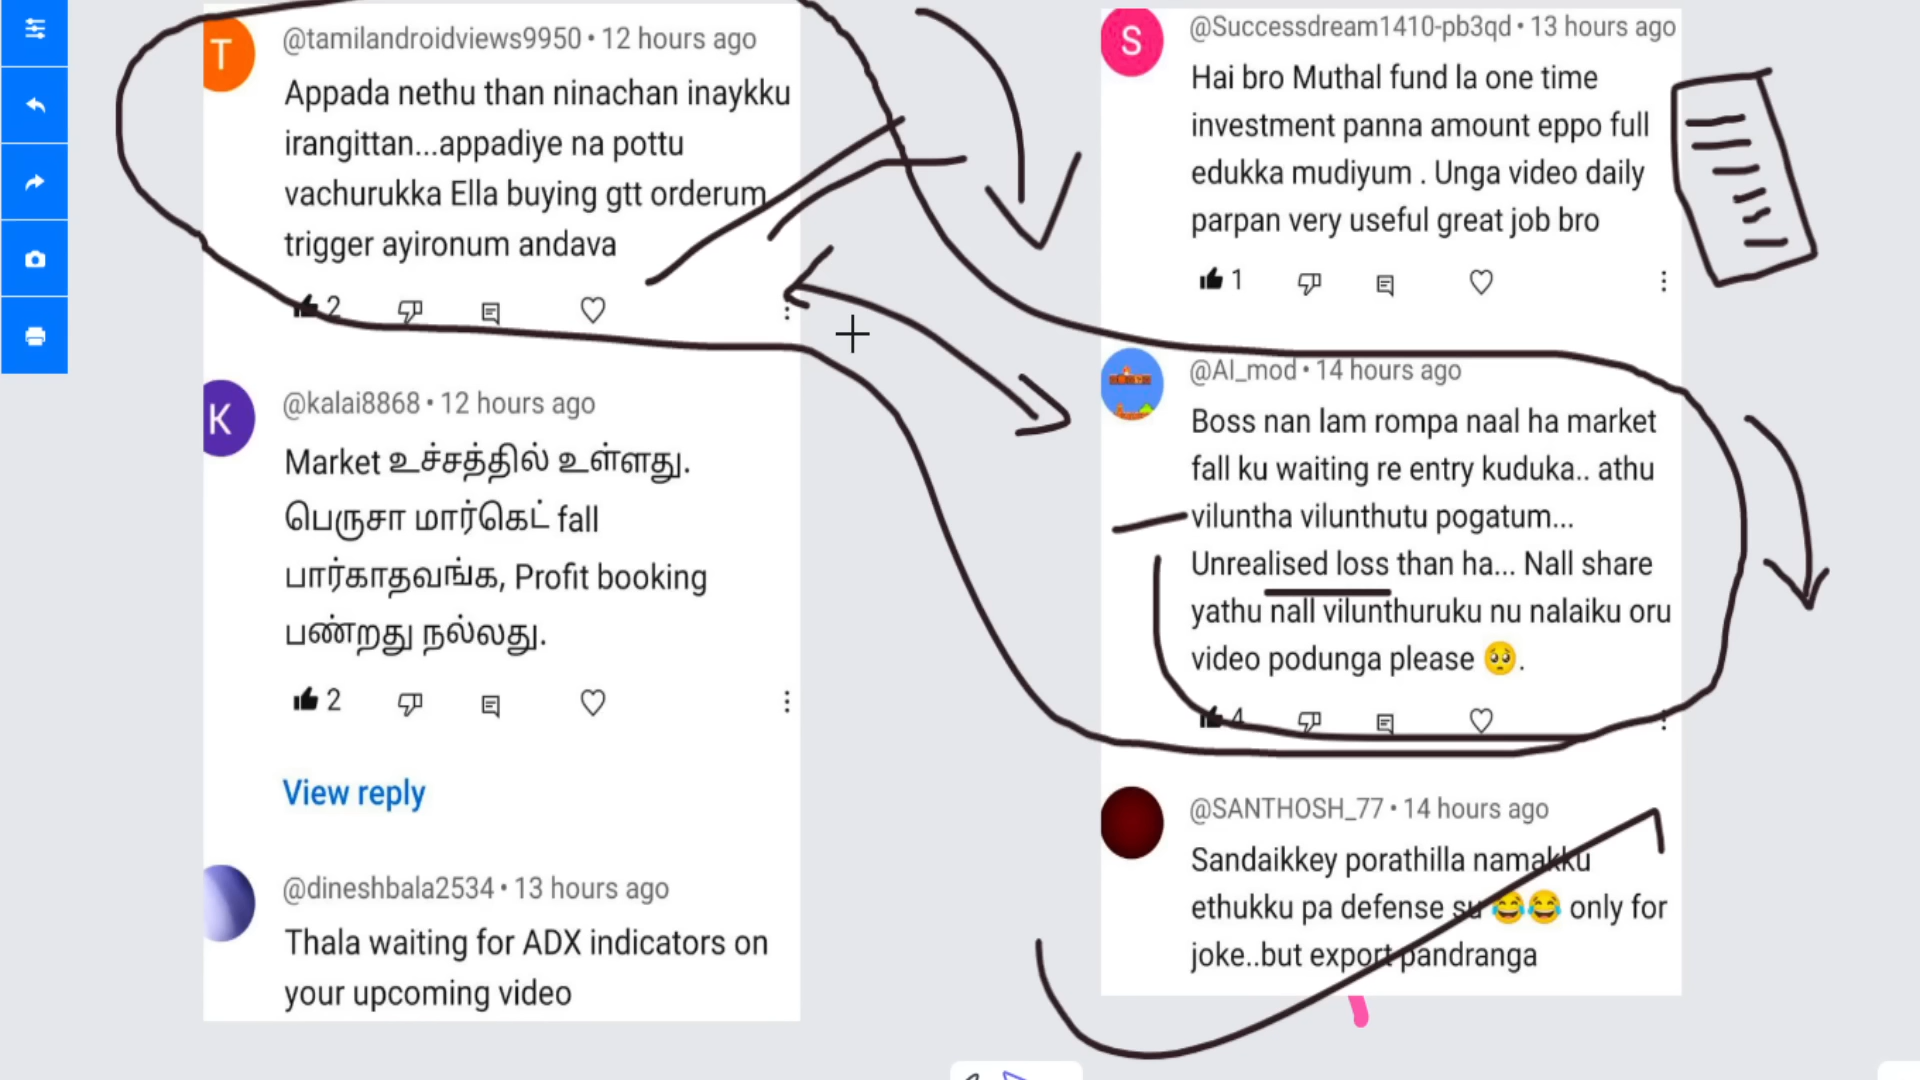 T
@tamilandroidviews9950 • 12 hours ago
Appada nethu than ninachan inaykku
irangittan...appadiye na pottu
vachurukka Ella buying gtt orderum
trigger ayironum andava
2
K
@kalai8868 • 12 hours ago
Market உச்சத்தில் உள்ளது.
பெருசா மார்கெட் fall
பார்காதவங்க, Profit booking
பண்றது நல்லது.
2
View reply
@dineshbala2534 • 13 hours ago
Thala waiting for ADX indicators on
your upcoming video
S
@Successdream1410-pb3qd • 13 hours ago
Hai bro Muthal fund la one time
investment panna amount eppo full
edukka mudiyum . Unga video daily
parpan very useful great job bro
1
@AI_mod • 14 hours ago
Boss nan lam rompa naal ha market
fall ku waiting re entry kuduka.. athu
viluntha vilunthutu pogatum...
Unrealised loss than ha... Nall share
yathu nall vilunthuruku nu nalaiku oru
video podunga please 🥺.
4
@SANTHOSH_77 • 14 hours ago
Sandaikkey porathilla namakku
ethukku pa defense su 😂😂 only for
joke..but export pandranga